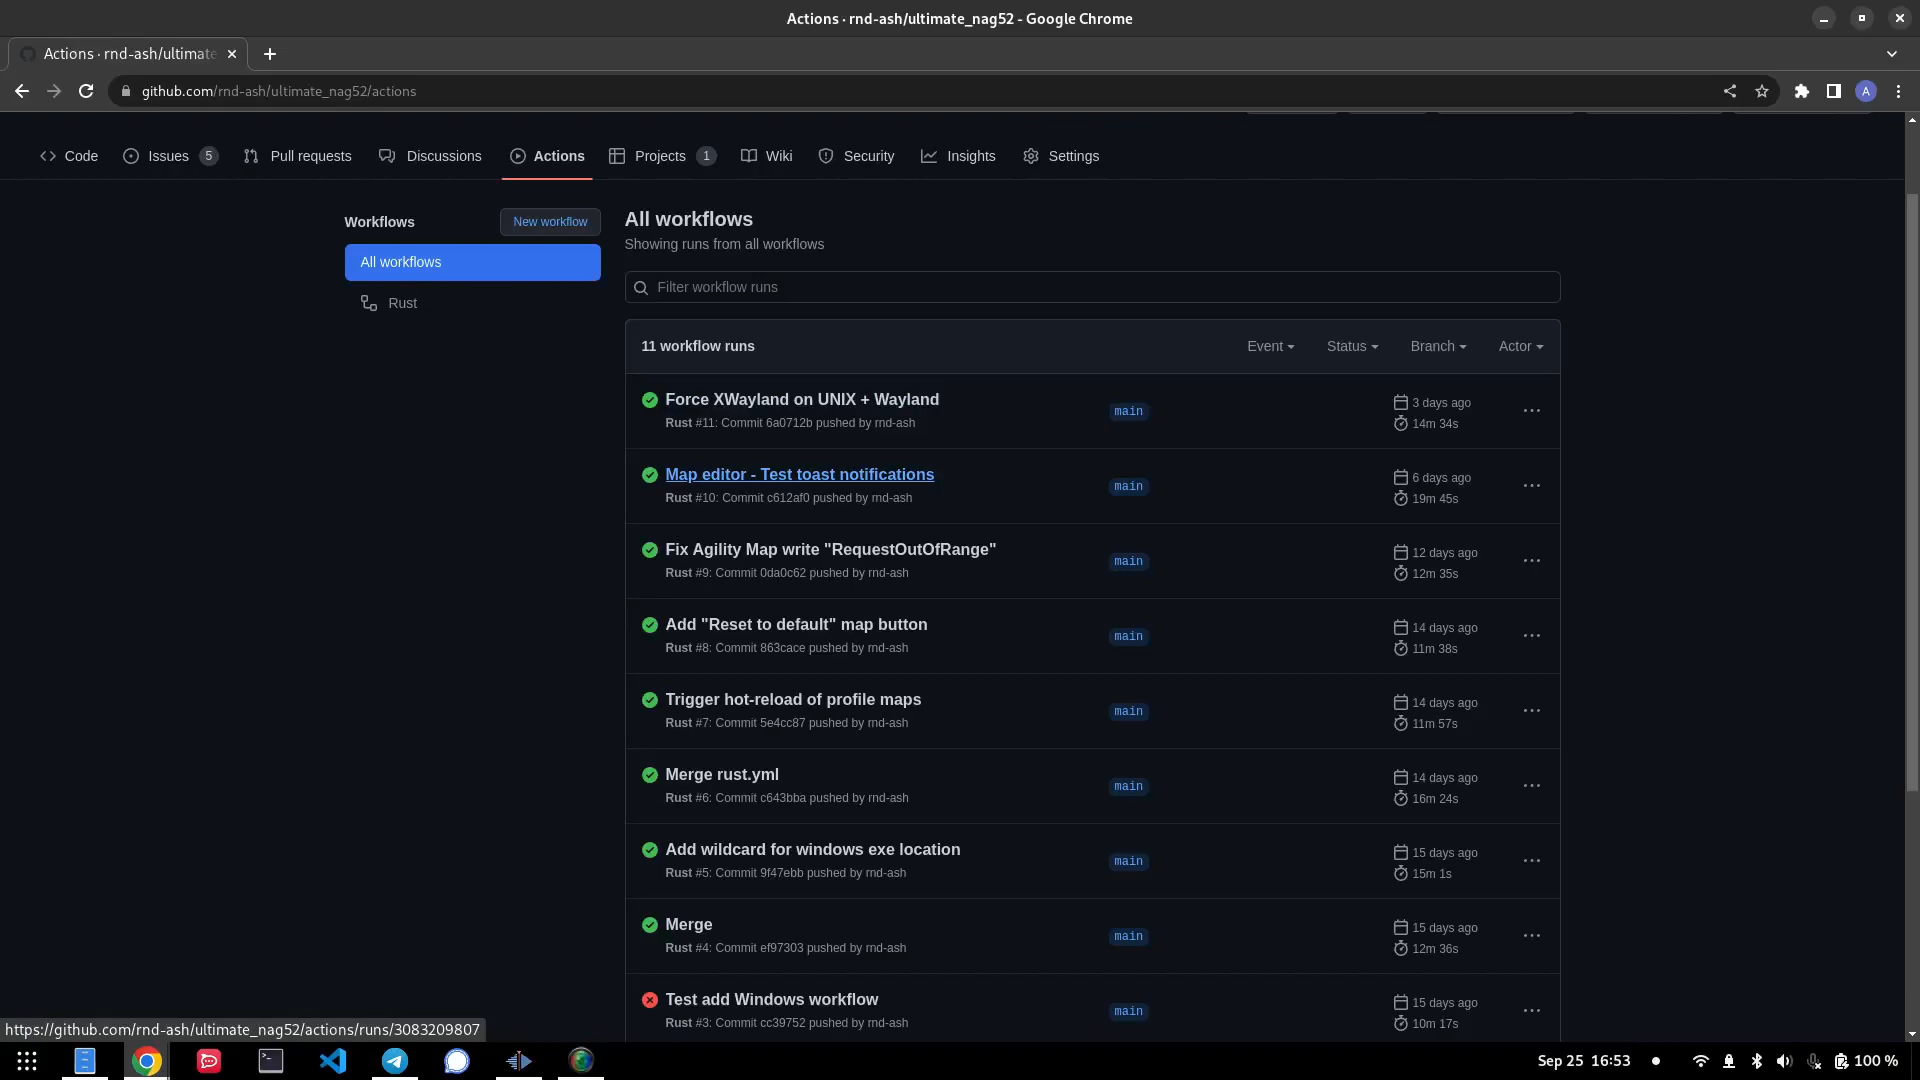 Actions · rnd-ash/ultimate_nag52 - Google Chrome
Actions · rnd-ash/ultimate
github.com/rnd-ash/ultimate_nag52/actions
A
Code
Issues 5
Pull requests
Discussions
Actions
Projects 1
Wiki
Security
Insights
Settings
Workflows
New workflow
All workflows
Rust
All workflows
Showing runs from all workflows
Filter workflow runs
11 workflow runs
Event
Status
Branch
Actor
Force XWayland on UNIX + Wayland
Rust #11: Commit 6a0712b pushed by rnd-ash
main
3 days ago
14m 34s
Map editor - Test toast notifications
Rust #10: Commit c612af0 pushed by rnd-ash
main
6 days ago
19m 45s
Fix Agility Map write "RequestOutOfRange"
Rust #9: Commit 0da0c62 pushed by rnd-ash
main
12 days ago
12m 35s
Add "Reset to default" map button
Rust #8: Commit 863cace pushed by rnd-ash
main
14 days ago
11m 38s
Trigger hot-reload of profile maps
Rust #7: Commit 5e4cc87 pushed by rnd-ash
main
14 days ago
11m 57s
Merge rust.yml
Rust #6: Commit c643bba pushed by rnd-ash
main
14 days ago
16m 24s
Add wildcard for windows exe location
Rust #5: Commit 9f47ebb pushed by rnd-ash
main
15 days ago
15m 1s
Merge
Rust #4: Commit ef97303 pushed by rnd-ash
main
15 days ago
12m 36s
Test add Windows workflow
Rust #3: Commit cc39752 pushed by rnd-ash
main
15 days ago
10m 17s
https://github.com/rnd-ash/ultimate_nag52/actions/runs/3083209807
Sep 25 16:53
100 %